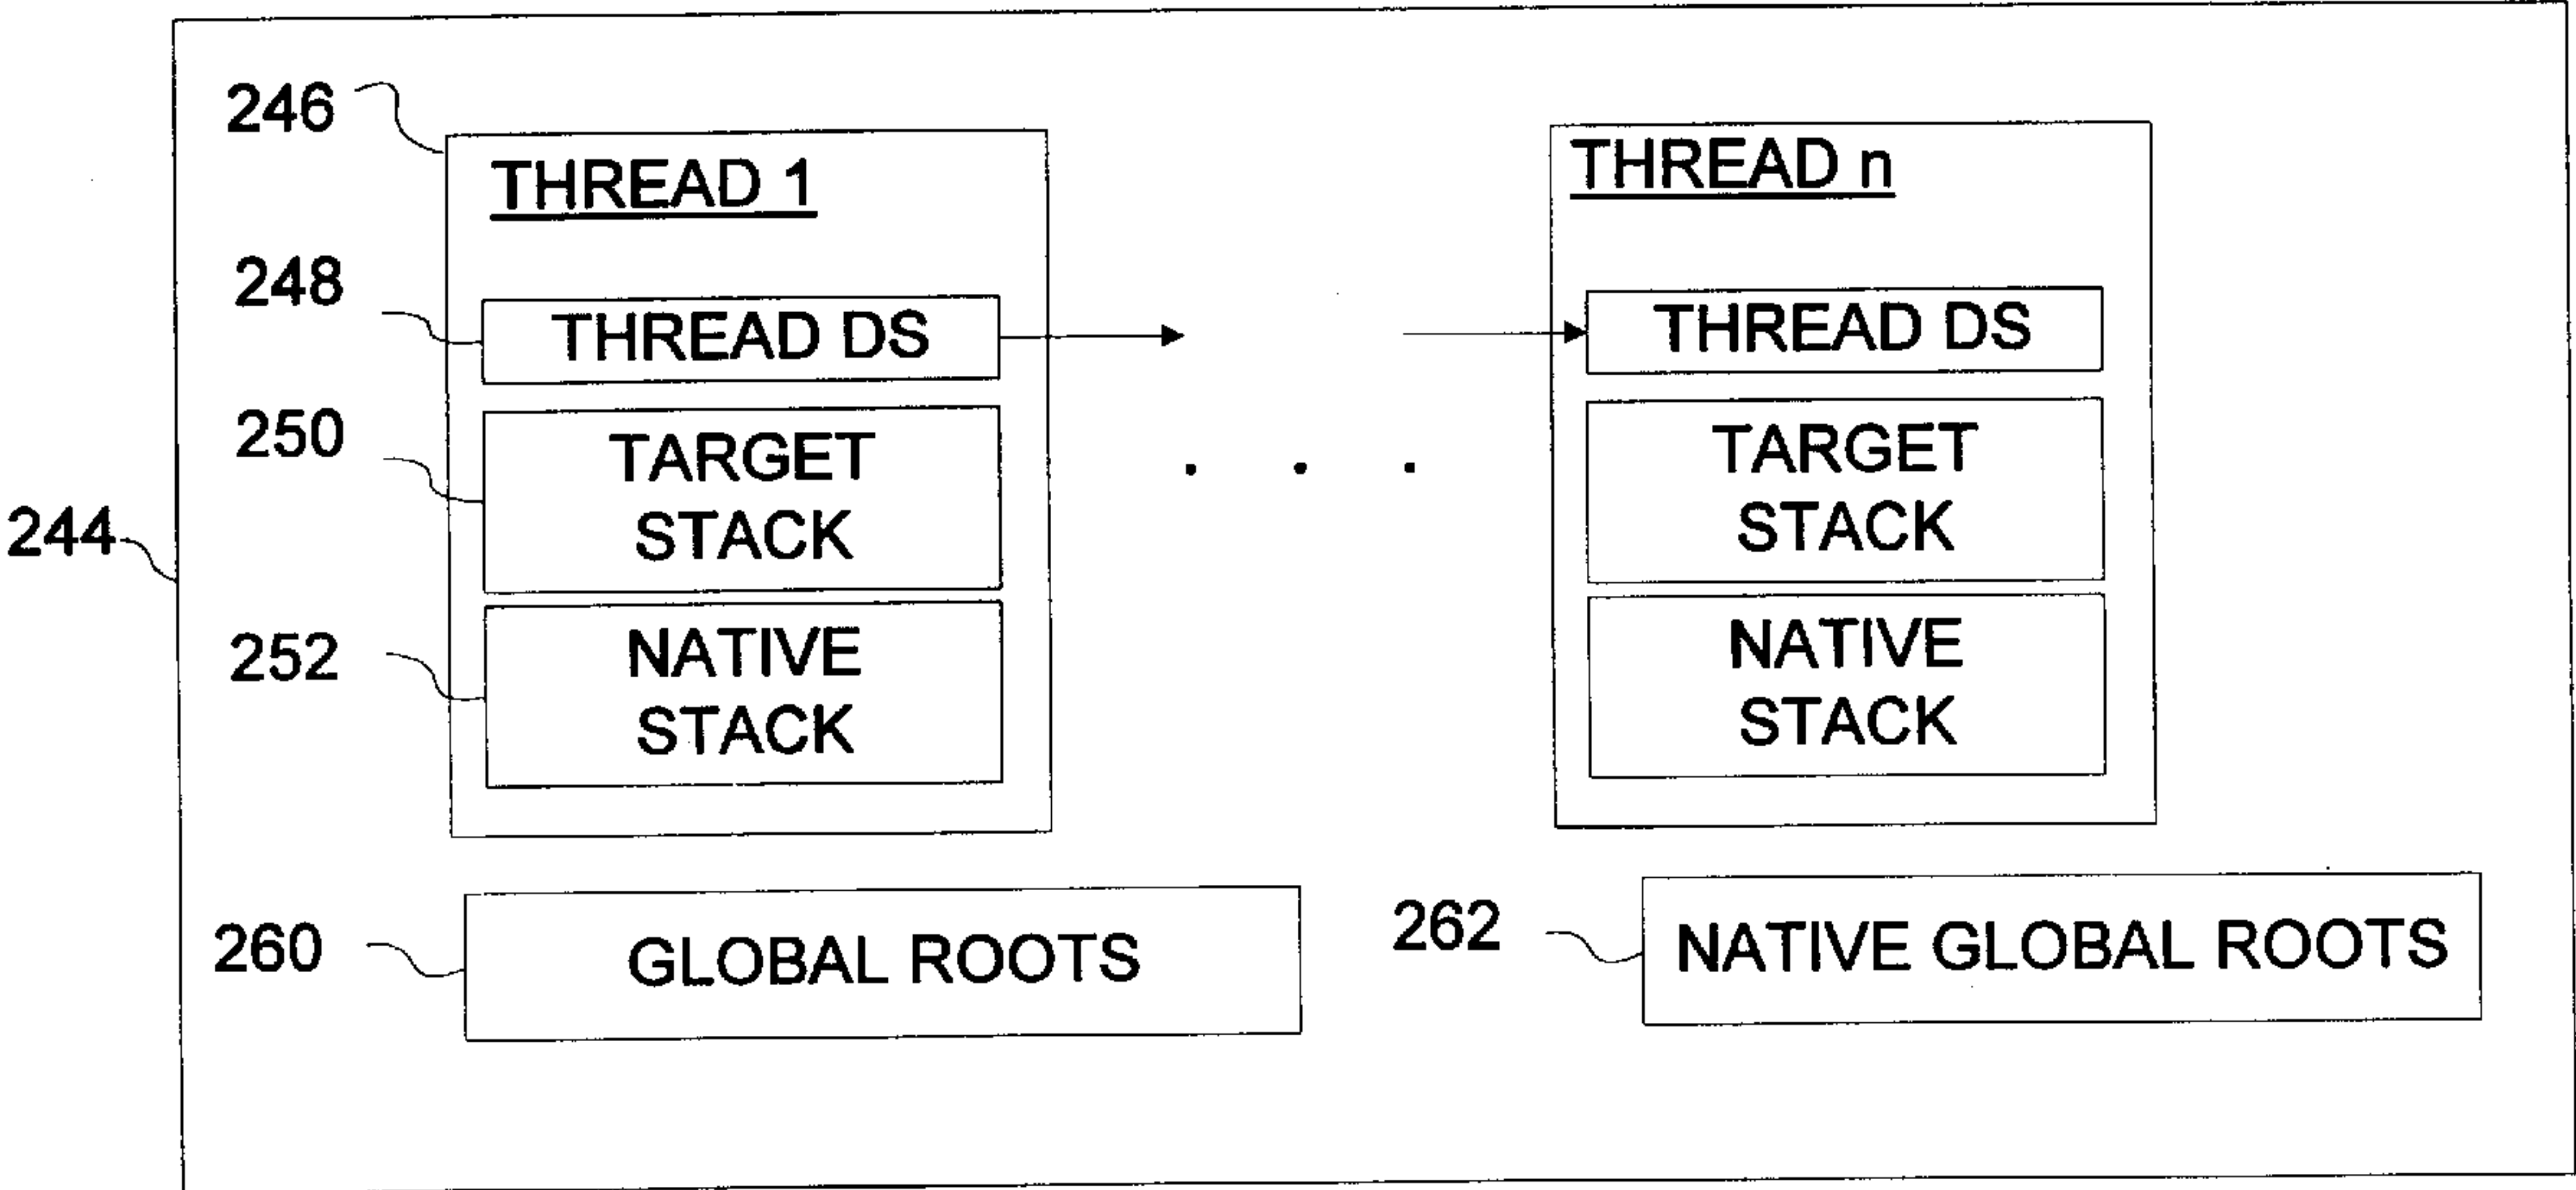 246
THREAD 1
248
THREAD DS
250
TARGET
STACK
244
252
NATIVE
STACK
THREAD n
THREAD DS
TARGET
STACK
NATIVE
STACK
. . .
260
GLOBAL ROOTS
262
NATIVE GLOBAL ROOTS